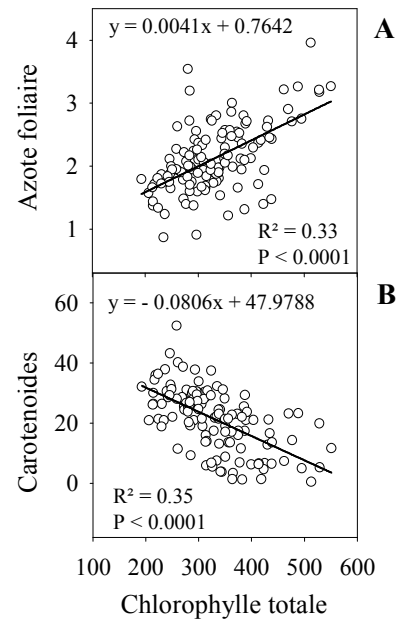 y = 0.0041x + 0.7642
A
4
3
2
1
Azote foliaire
R² = 0.33
P < 0.0001
y = - 0.0806x + 47.9788
B
60
40
20
0
Carotenoides
R² = 0.35
P < 0.0001
100 200 300 400 500 600
Chlorophylle totale